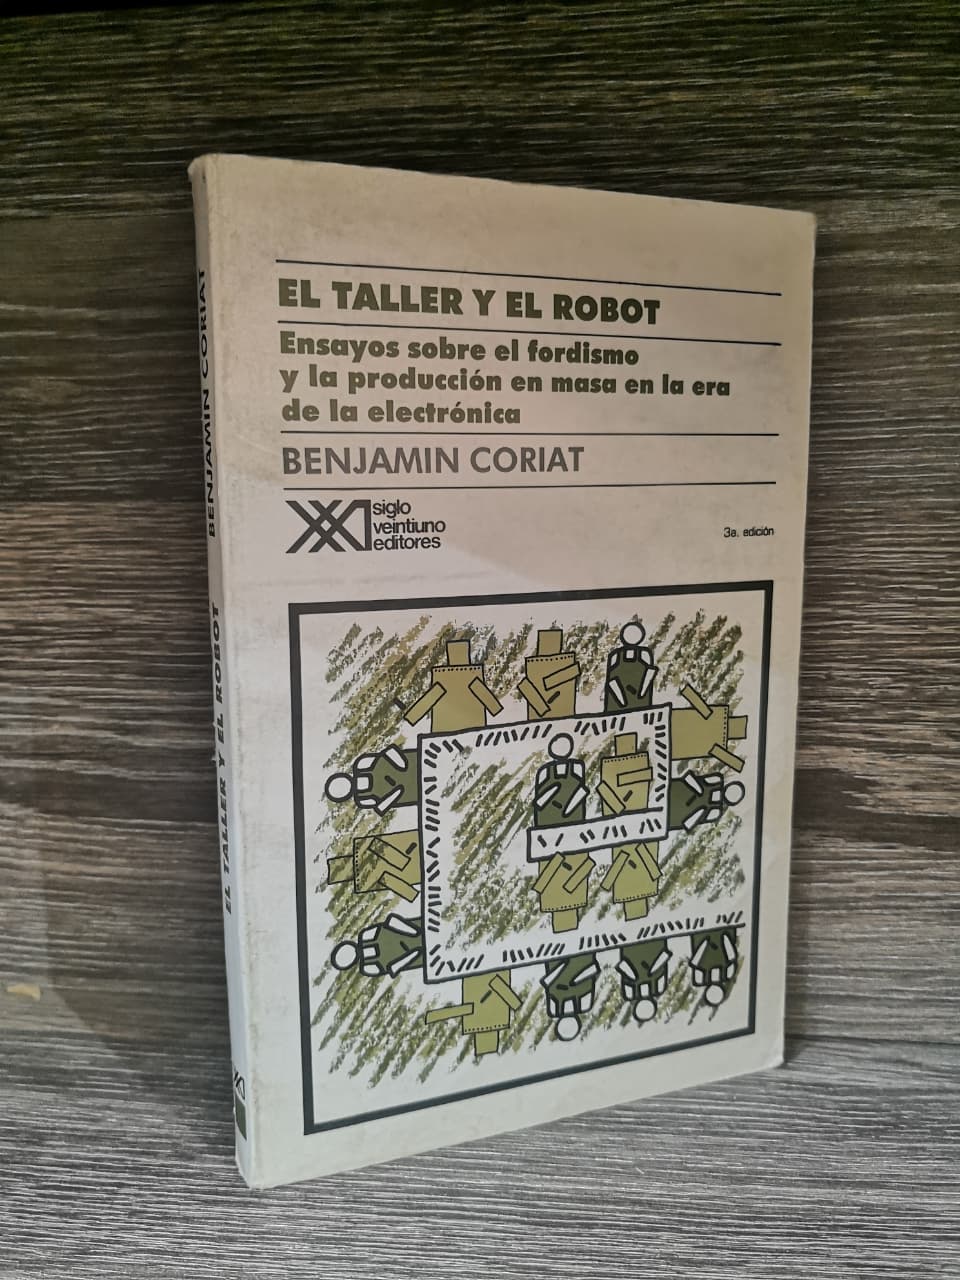 EL TALLER Y EL ROBOT
Ensayos sobre el fordismo
y la producción en masa en la era
de la electrónica
BENJAMIN CORIAT
siglo
veintiuno
editores
3a. edición
BENJAMIN CORIAT
EL TALLER Y EL ROBOT